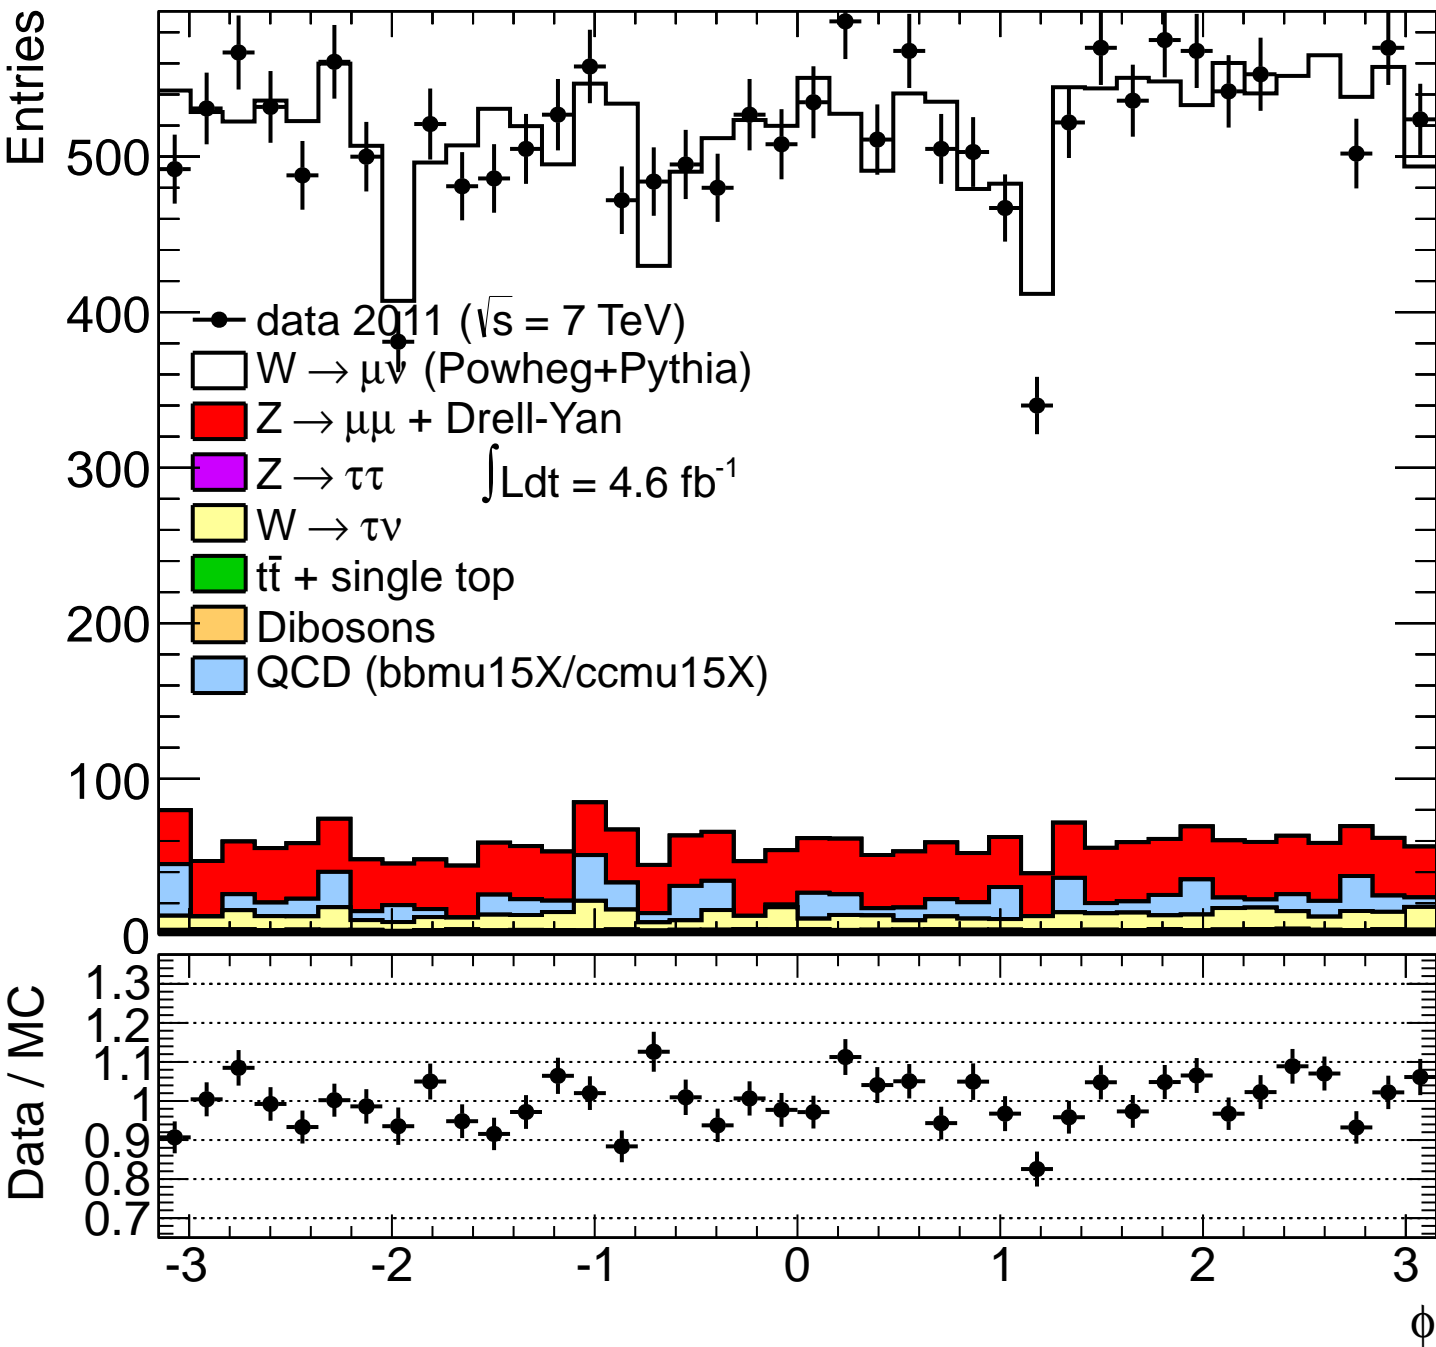 Entries
500
400
300
200
100
0
data 2011 (√s = 7 TeV)
W → μν (Powheg+Pythia)
Z → μμ + Drell-Yan
Z → ττ
∫Ldt = 4.6 fb⁻¹
W → τν
tt̄ + single top
Dibosons
QCD (bbmu15X/ccmu15X)
Data / MC
1.3
1.2
1.1
1
0.9
0.8
0.7
-3 -2 -1 0 1 2 3
ϕ